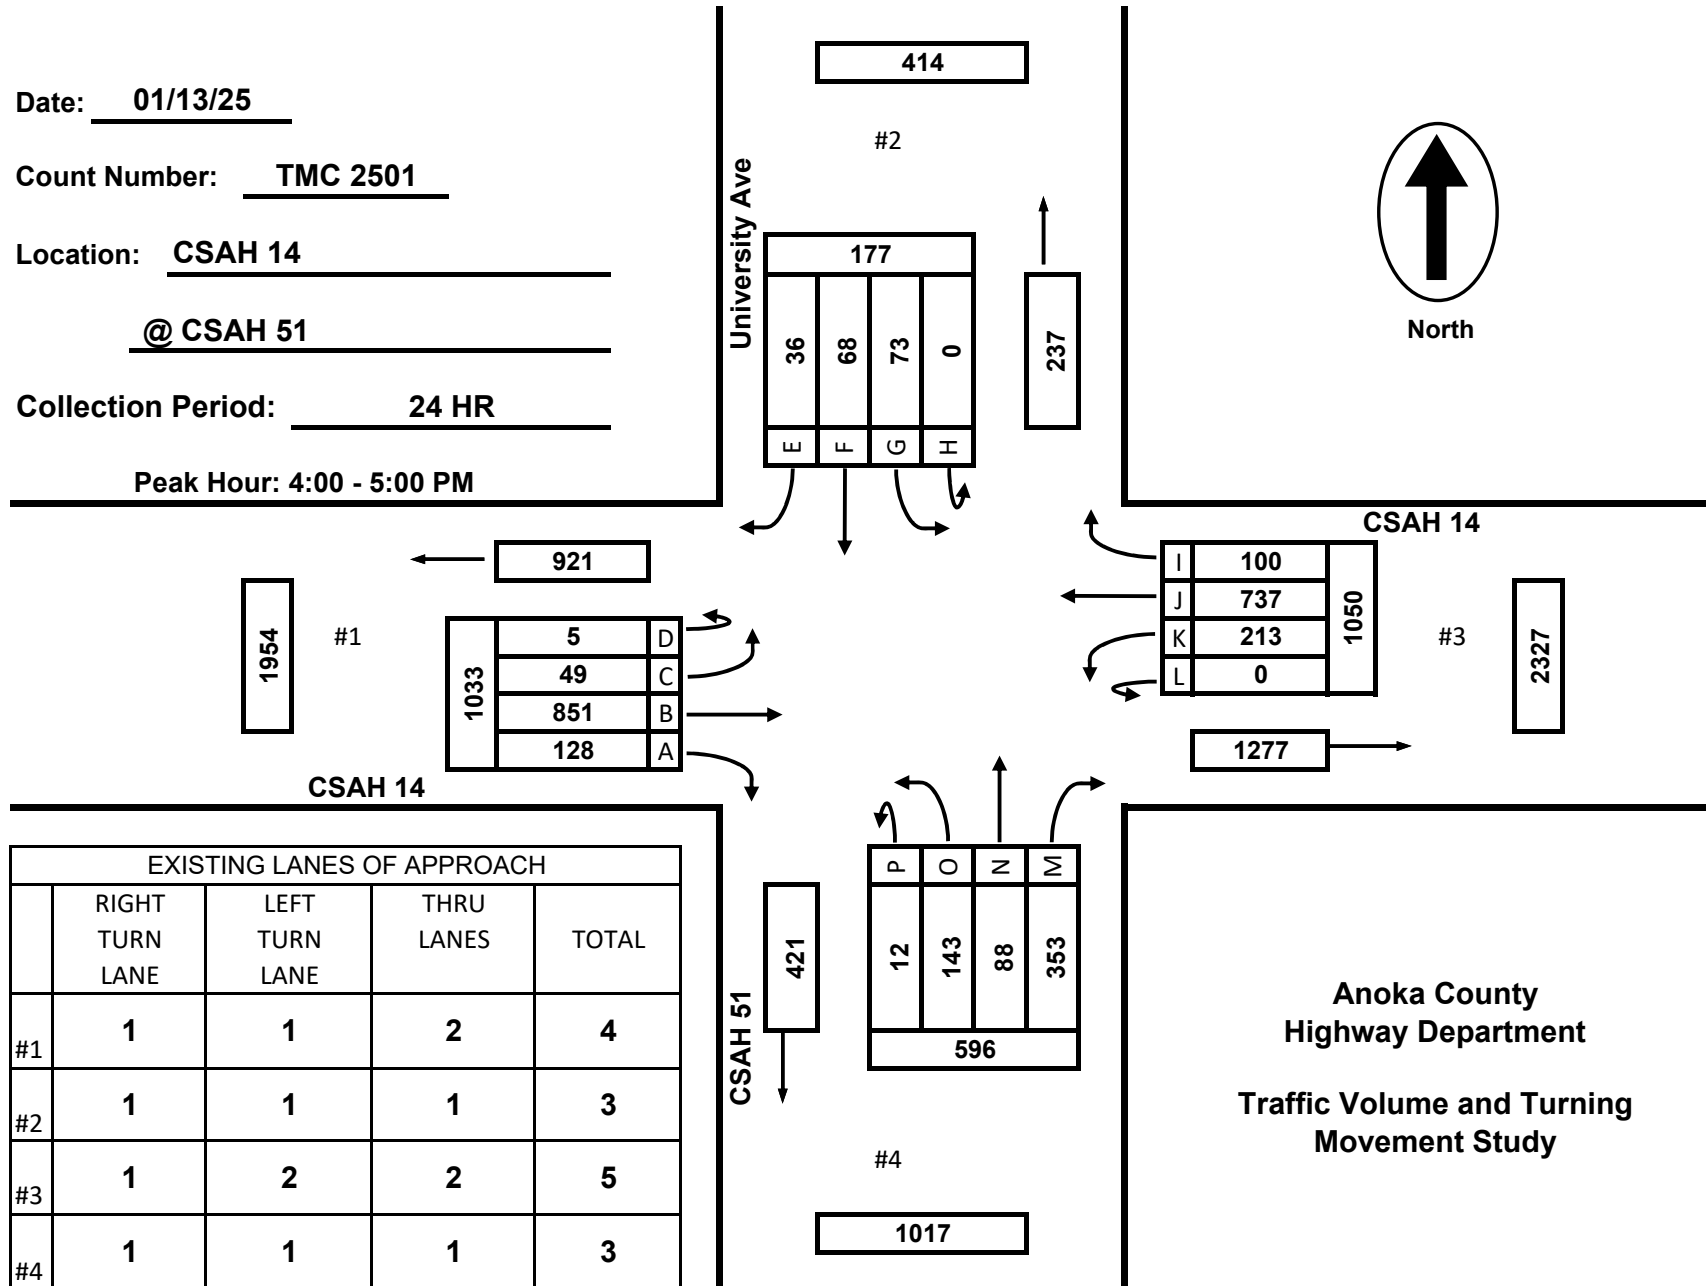 Date: 01/13/25
Count Number: TMC 2501
Location: CSAH 14
@ CSAH 51
Collection Period: 24 HR
Peak Hour: 4:00 - 5:00 PM
414
#2
University Ave
177
36 68 73 0
E F G H
237
North
CSAH 14
921
1954
#1
1033
5 D
49 C
851 B
128 A
CSAH 14
I 100
J 737
K 213
L 0
1050
#3
2327
1277
P O N M
12 143 88 353
596
421
CSAH 51
#4
1017
EXISTING LANES OF APPROACH
RIGHT TURN LANE LEFT TURN LANE THRU LANES TOTAL
#1 1 1 2 4
#2 1 1 1 3
#3 1 2 2 5
#4 1 1 1 3
Anoka County
Highway Department
Traffic Volume and Turning
Movement Study